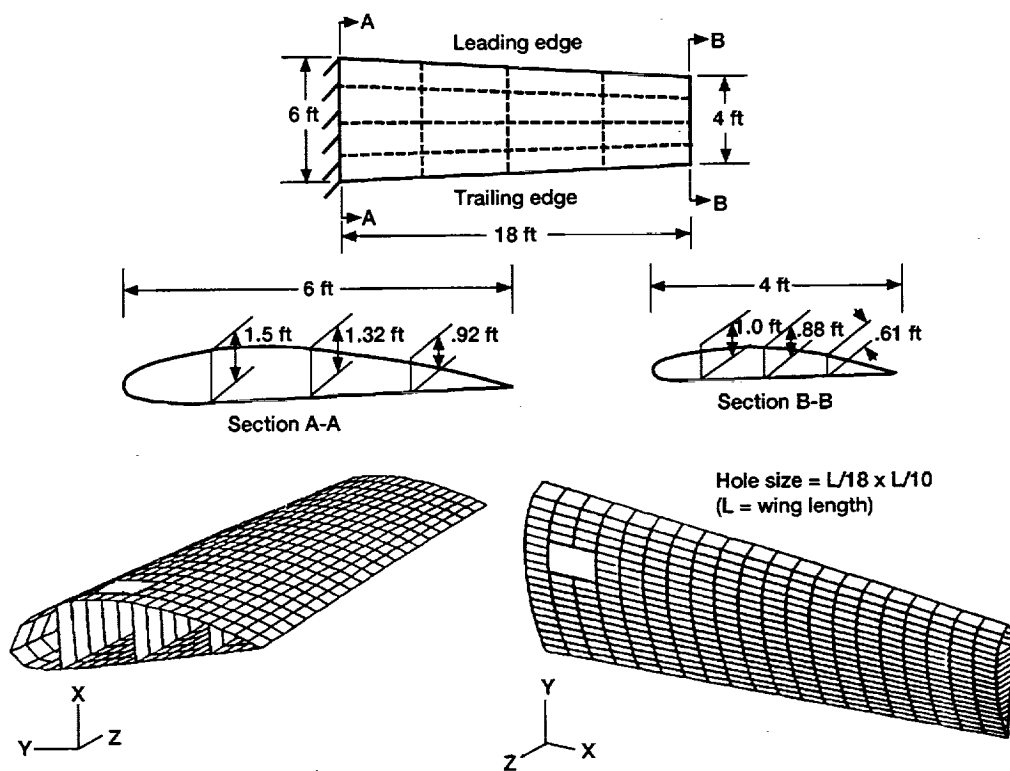 A
B
Leading edge
6 ft
4 ft
Trailing edge
A
B
18 ft
6 ft
4 ft
1.5 ft
1.32 ft
.92 ft
1.0 ft
.88 ft
.61 ft
Section A-A
Section B-B
Hole size = L/18 x L/10
(L = wing length)
X
Y
Z
Y
Z
X